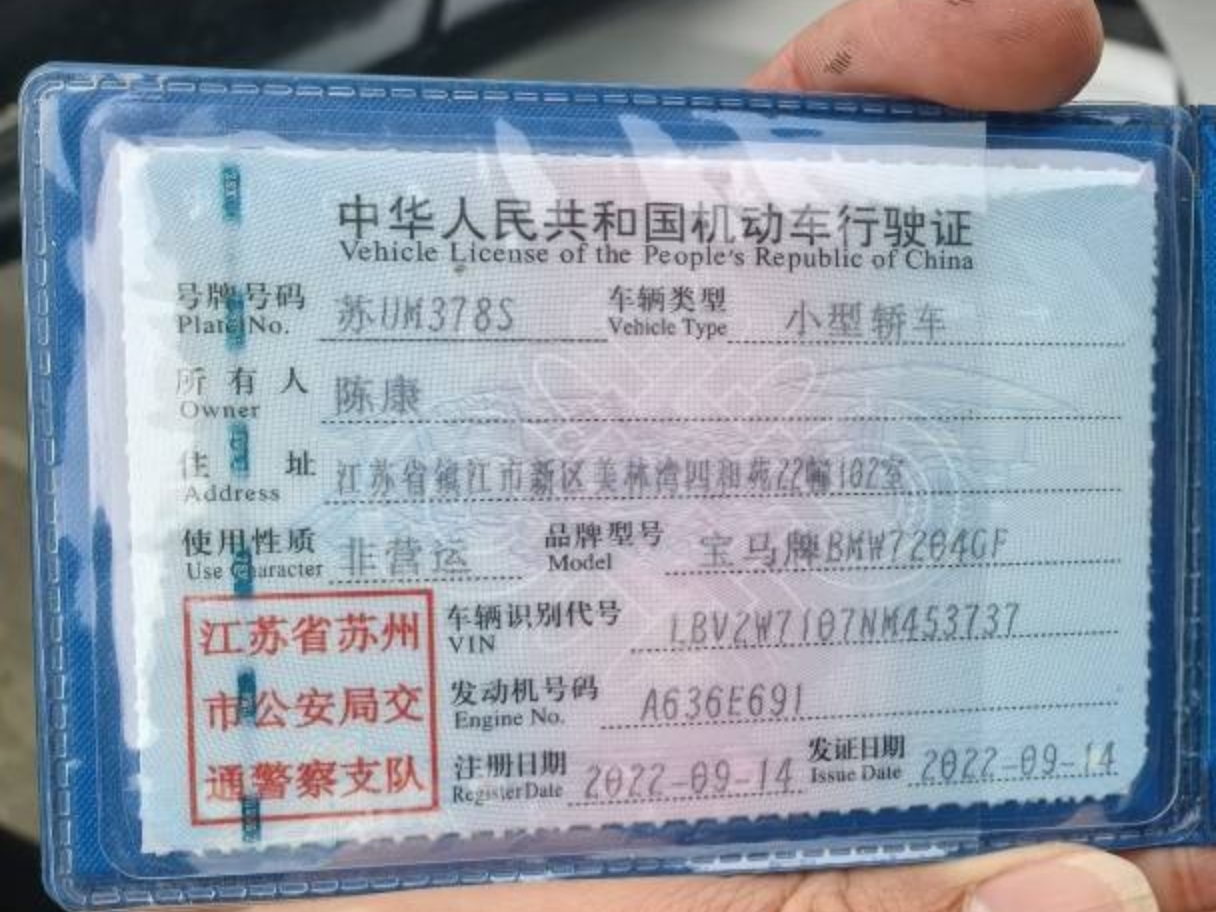 中华人民共和国机动车行驶证
Vehicle License of the People's Republic of China
号牌号码 苏UM378S 车辆类型 小型轿车
Plate No. Vehicle Type
所有人 陈康
Owner
住址 江苏省镇江市新区美林湾四和苑22幢102室
Address
使用性质 非营运 品牌型号 宝马牌BMW7204GF
Use Character Model
江苏省苏州
市公安局交
通警察支队
车辆识别代号 LBV2W7107NM453737
VIN
发动机号码 A636E691
Engine No.
注册日期 2022-09-14 发证日期 2022-09-14
Register Date Issue Date